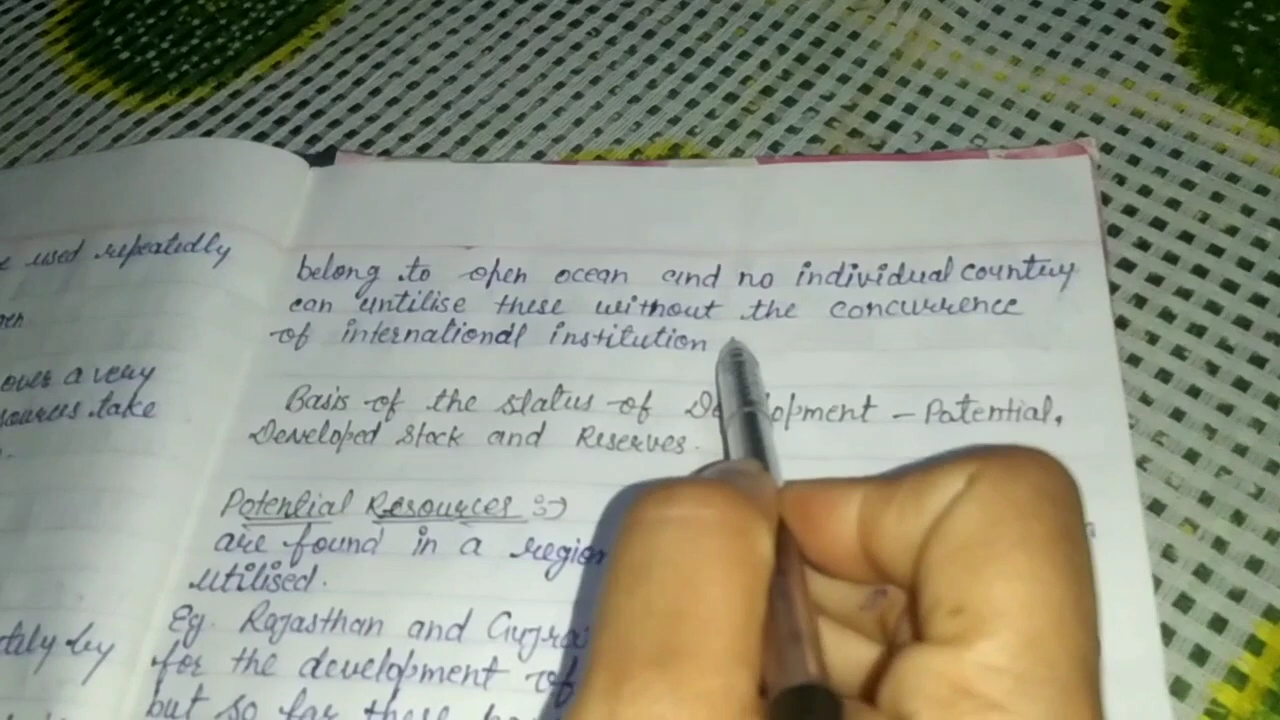 e used repeatedly
over a very
sources take
tely by
belong to open ocean and no individual country
can untilise these without the concurrence
of international institution
Basis of the status of De lopment - Potential,
Developed Stock and Reserves.
Potential Resources :-)
are found in a region
utilised.
Eg. Rajasthan and Gujra
for the development of
but so far these